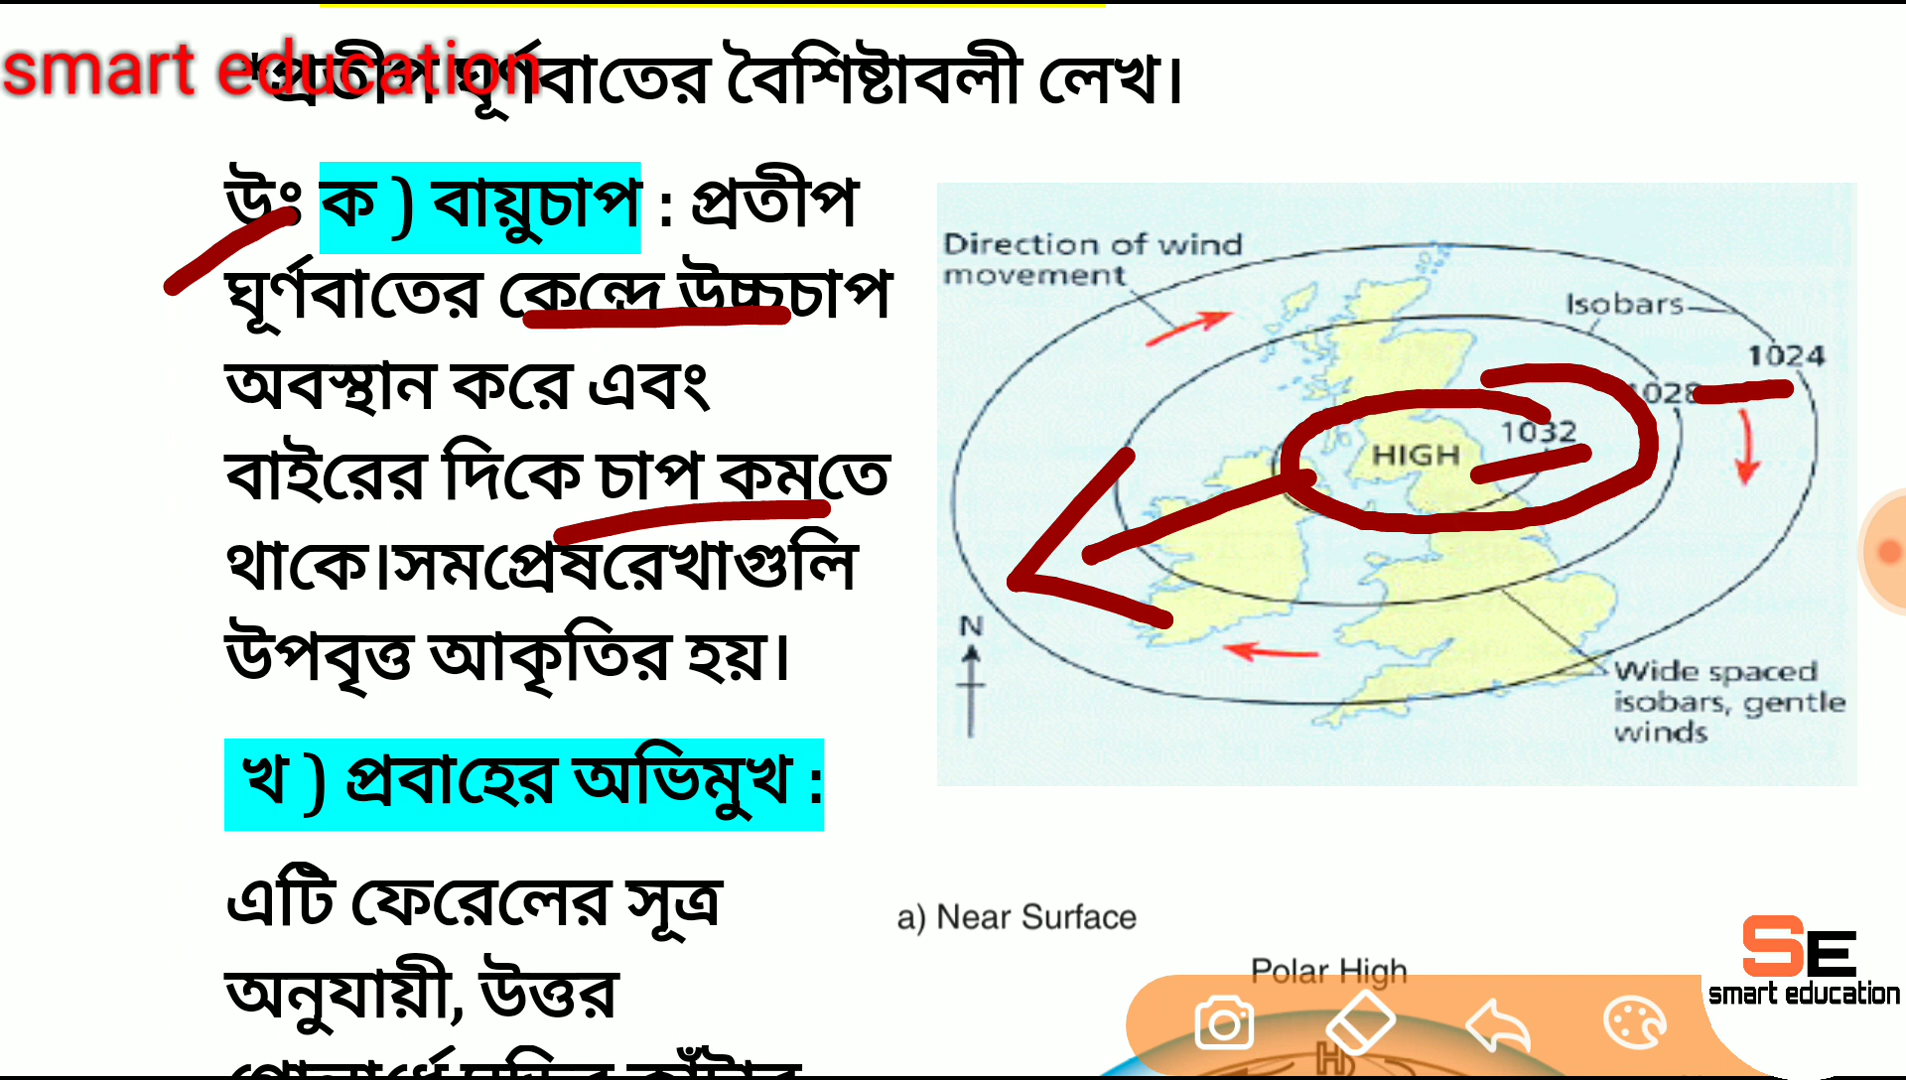 smart education
*প্রতীপ ঘূর্ণবাতের বৈশিষ্টাবলী লেখ।
উঃ ক ) বায়ুচাপ : প্রতীপ
ঘূর্ণবাতের কেন্দ্রে উচ্চচাপ
অবস্থান করে এবং
বাইরের দিকে চাপ কমতে
থাকে।সমপ্রেষরেখাগুলি
উপবৃত্ত আকৃতির হয়।
খ ) প্রবাহের অভিমুখ :
এটি ফেরেলের সূত্র
অনুযায়ী, উত্তর
Direction of wind
movement
Isobars
1024
1028
1032
HIGH
N
Wide spaced
isobars, gentle
winds
a) Near Surface
Polar High
H
SE
smart education